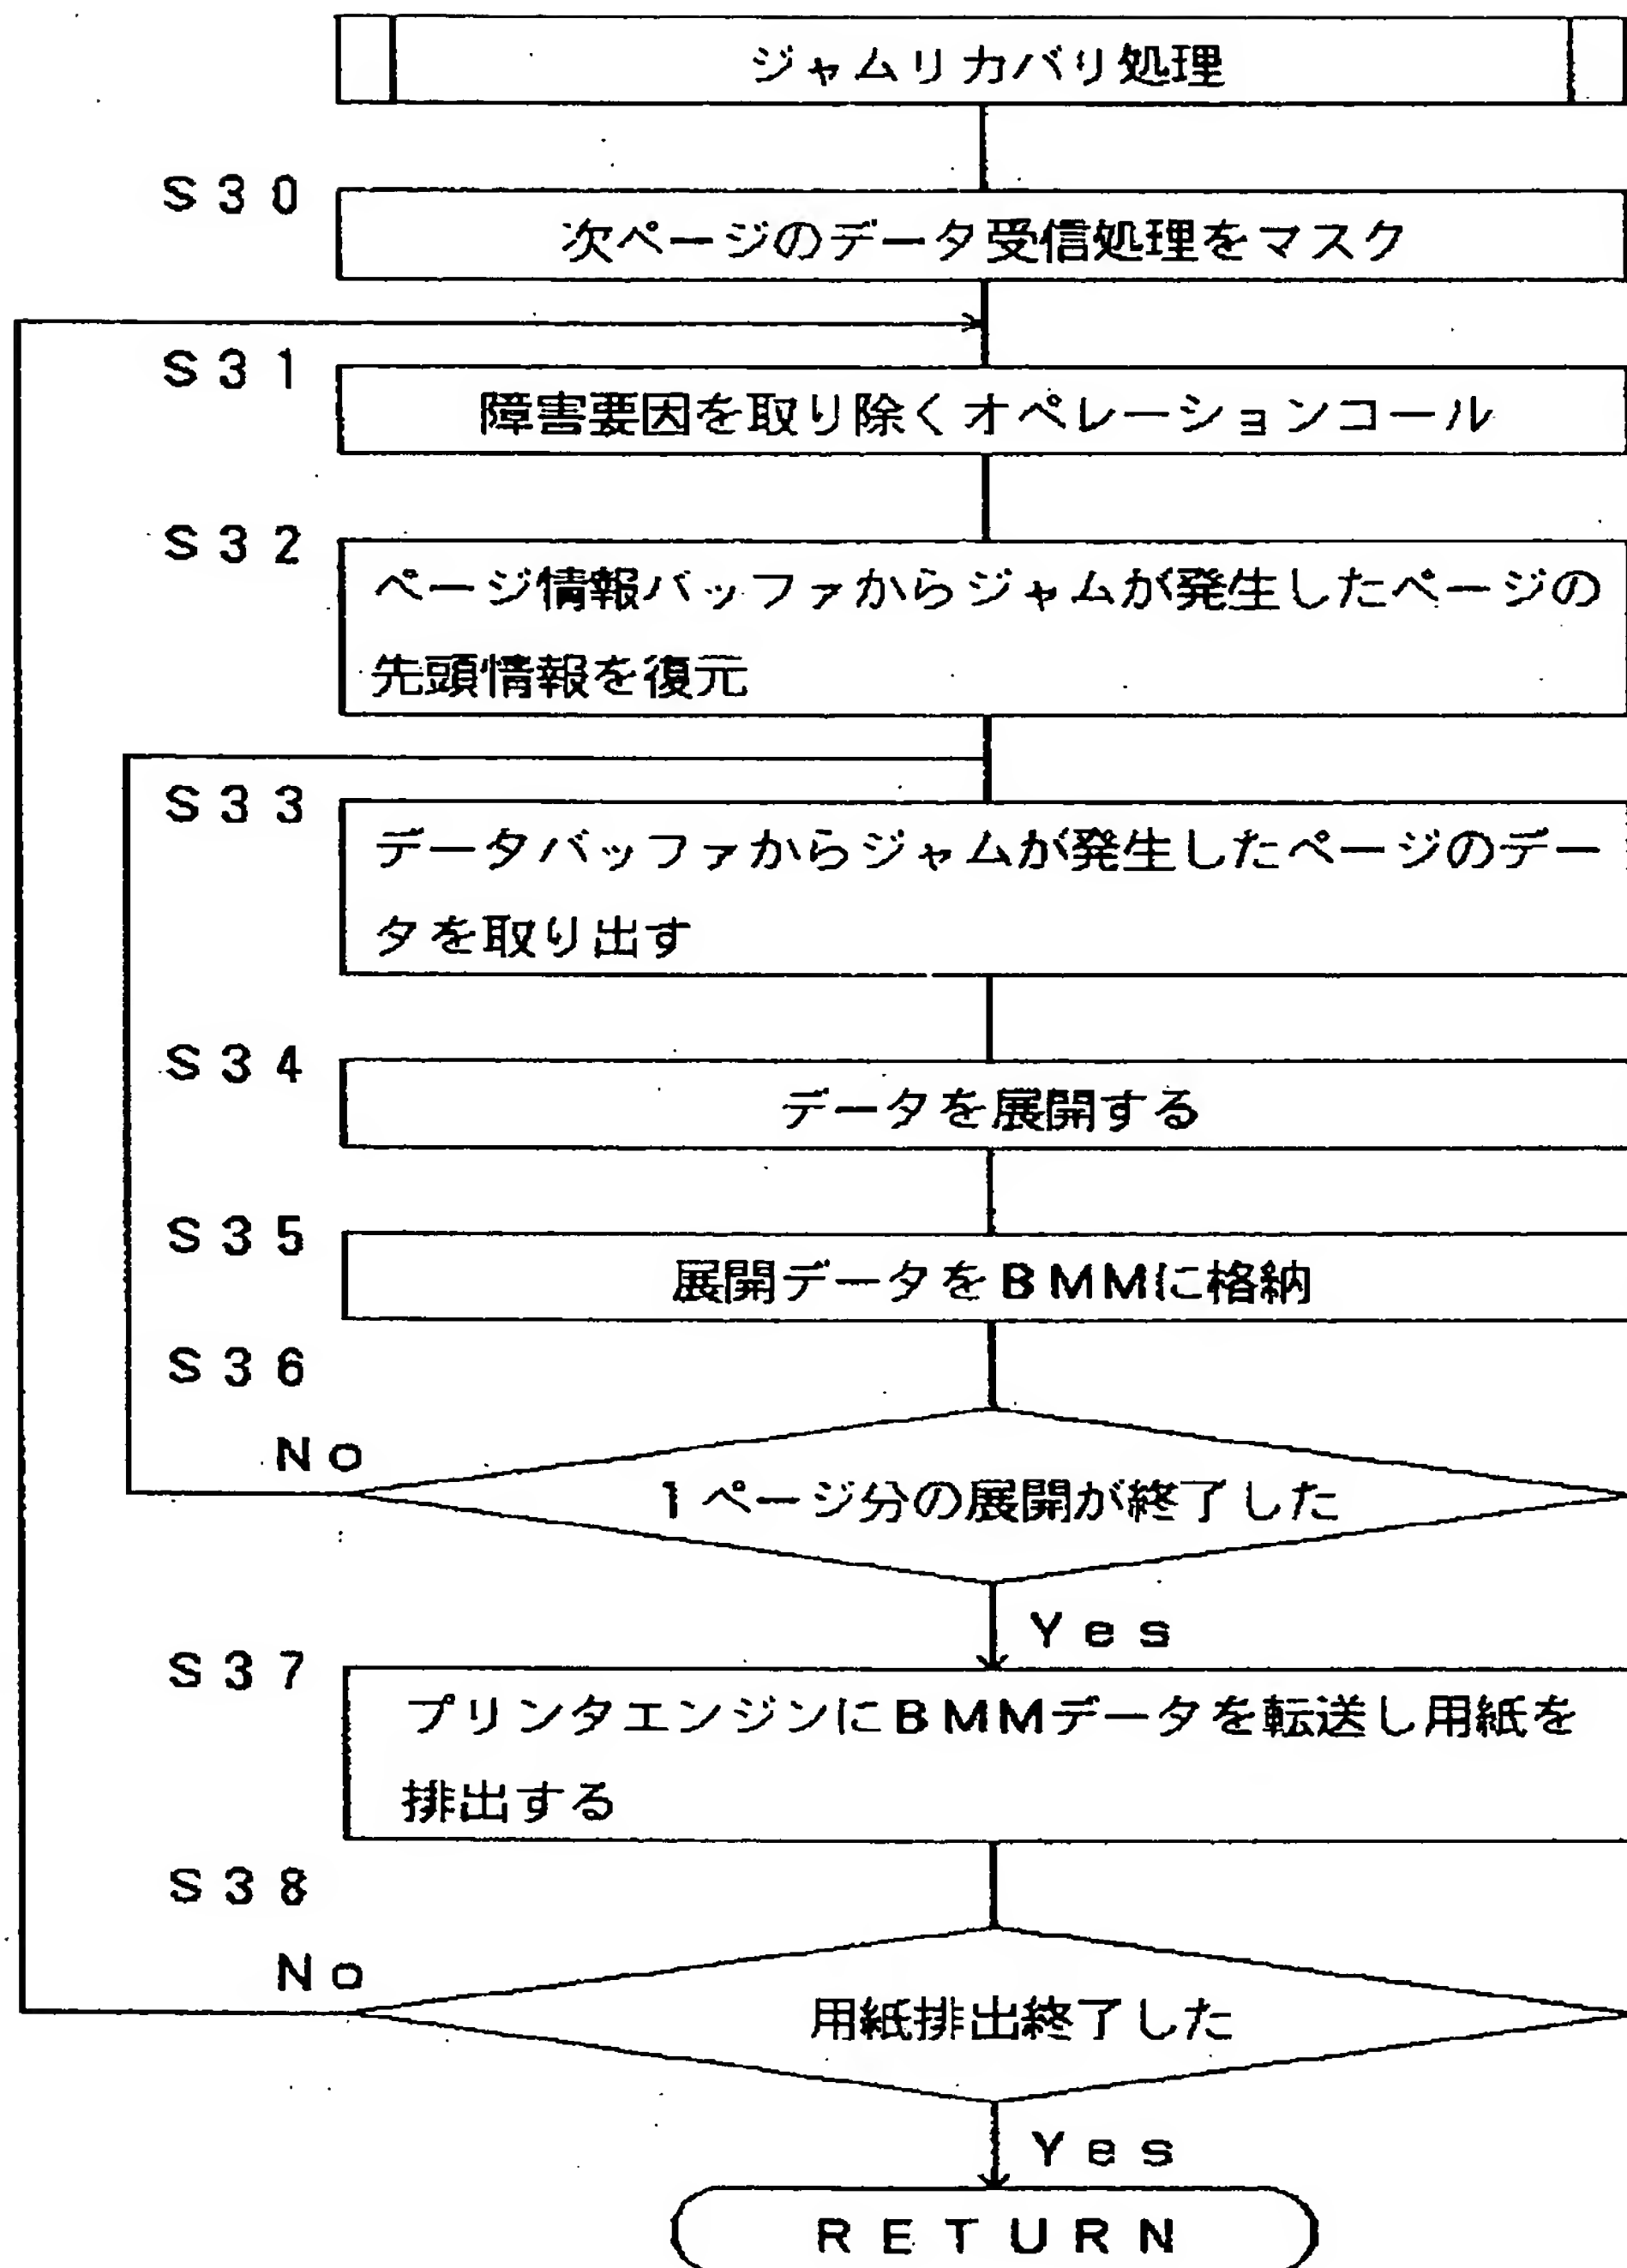 ジャムリカバリ処理
S30
次ページのデータ受信処理をマスク
S31
障害要因を取り除くオペレーションコール
S32
ページ情報バッファからジャムが発生したページの
先頭情報を復元
S33
データバッファからジャムが発生したページのデー
タを取り出す
S34
データを展開する
S35
展開データをBMMに格納
S36
No
1ページ分の展開が終了した
Yes
S37
プリンタエンジンにBMMデータを転送し用紙を
排出する
S38
No
用紙排出終了した
Yes
RETURN